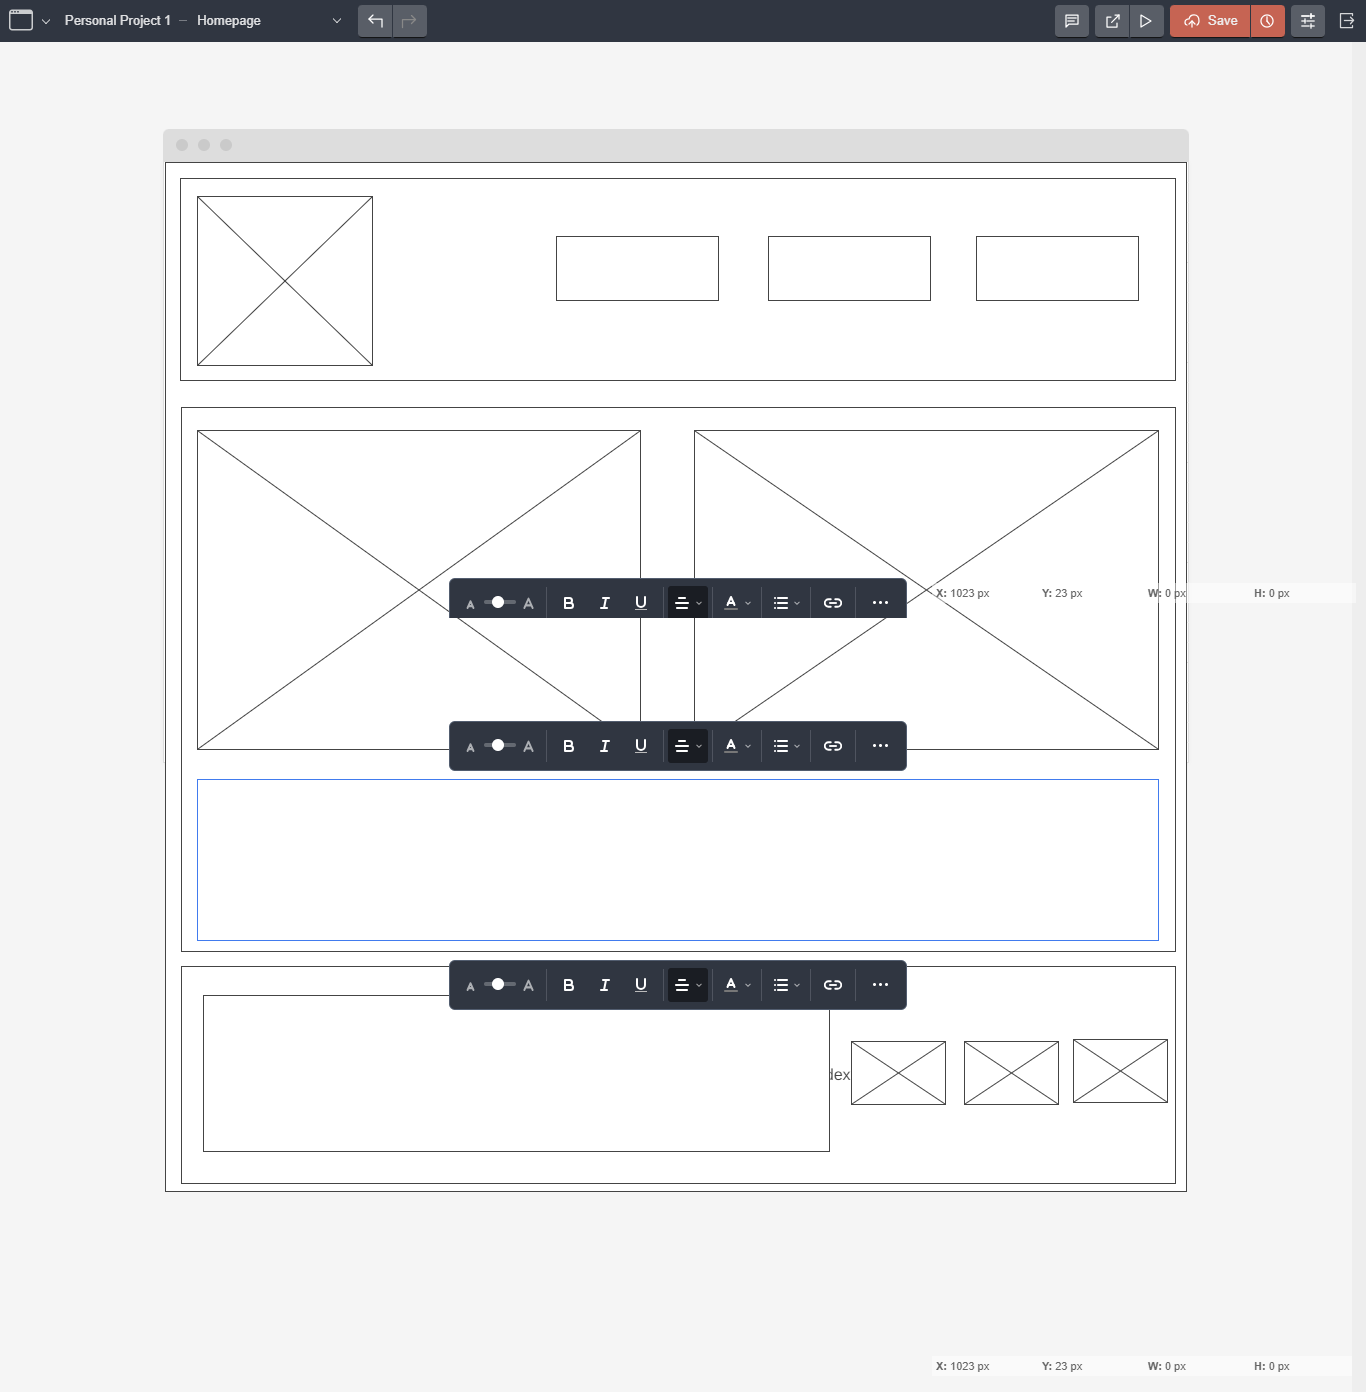 Personal Project 1 – Homepage
Save
A A B I U A
X: 1023 px Y: 23 px W: 0 px H: 0 px
A A B I U A
A A B I U A
dex
X: 1023 px Y: 23 px W: 0 px H: 0 px